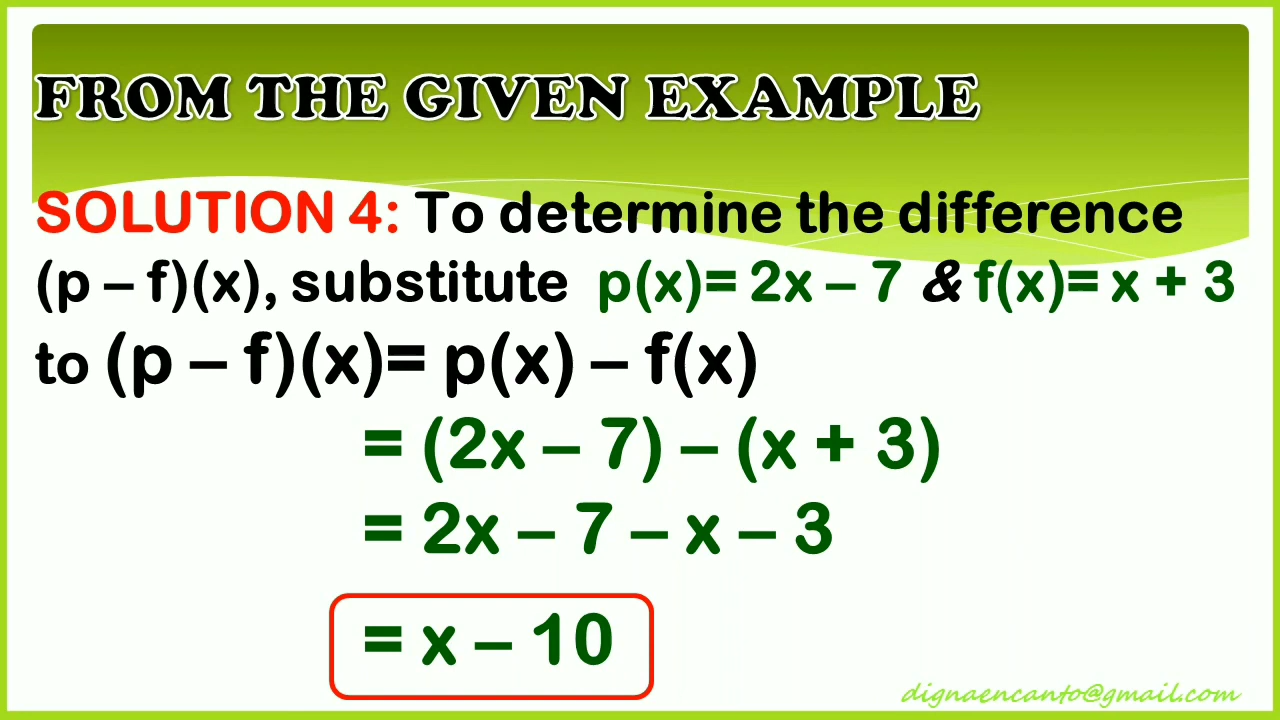 FROM THE GIVEN EXAMPLE
SOLUTION 4: To determine the difference
(p – f)(x), substitute p(x)= 2x – 7 & f(x)= x + 3
to (p – f)(x)= p(x) – f(x)
= (2x – 7) – (x + 3)
= 2x – 7 – x – 3
= x – 10
dignaencanto@gmail.com